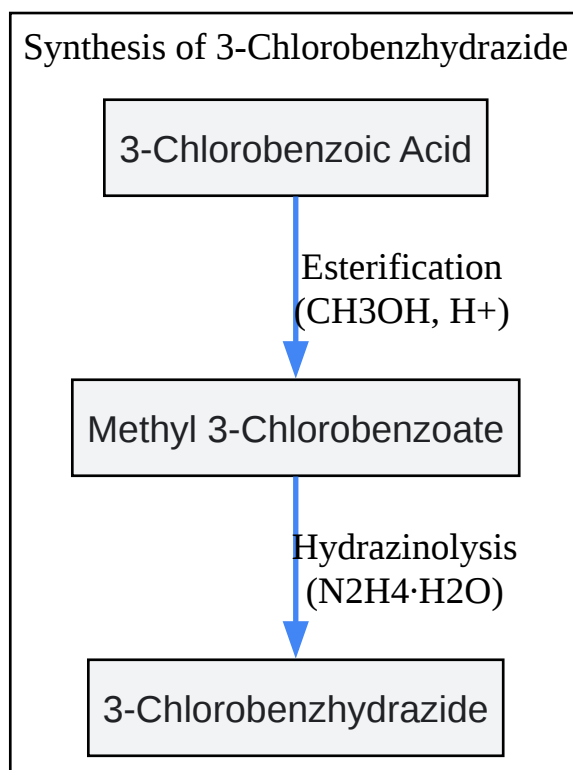 Synthesis of 3-Chlorobenzhydrazide
3-Chlorobenzoic Acid
Esterification
(CH3OH, H+)
Methyl 3-Chlorobenzoate
Hydrazinolysis
(N2H4·H2O)
3-Chlorobenzhydrazide